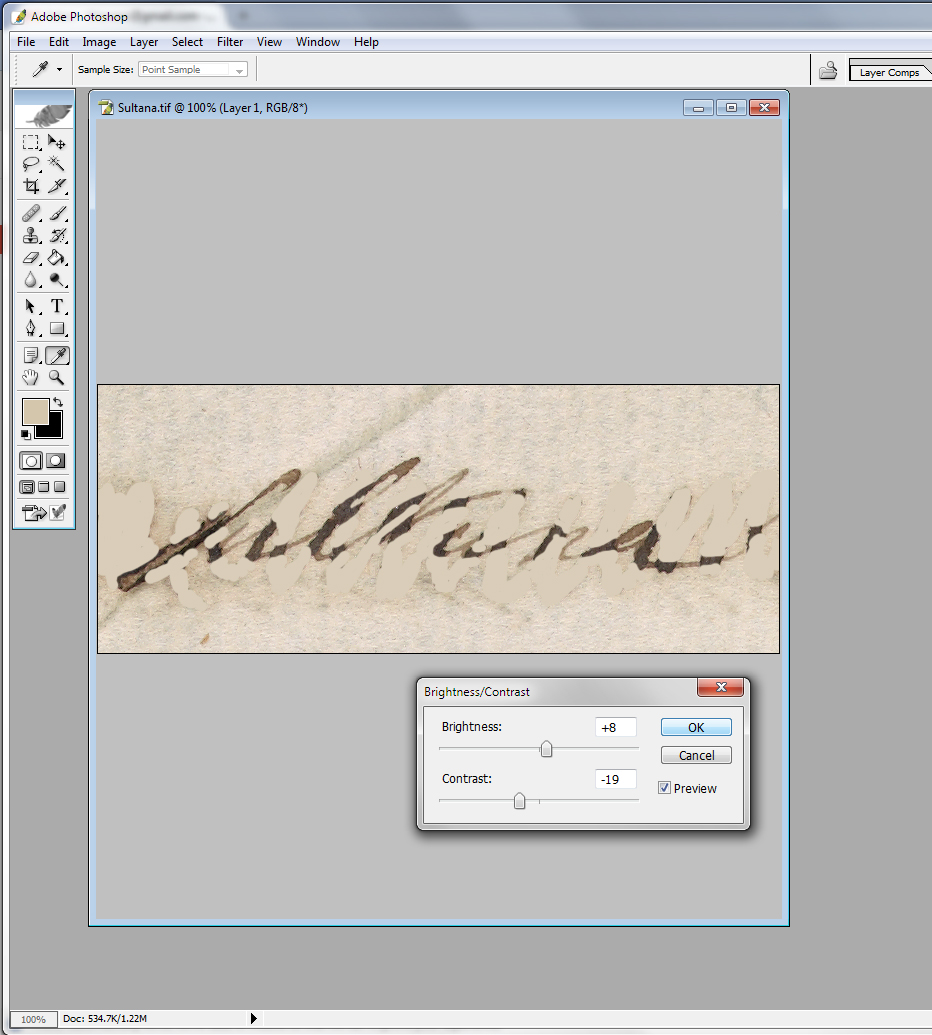 Adobe Photoshop
File Edit Image Layer Select Filter View Window Help
Sample Size: Point Sample
Layer Comps
Sultana.tif @ 100% (Layer 1, RGB/8*)
T
Sultana
Brightness/Contrast
Brightness: +8 OK
Cancel
Contrast: -19
Preview
100% Doc: 534.7K/1.22M